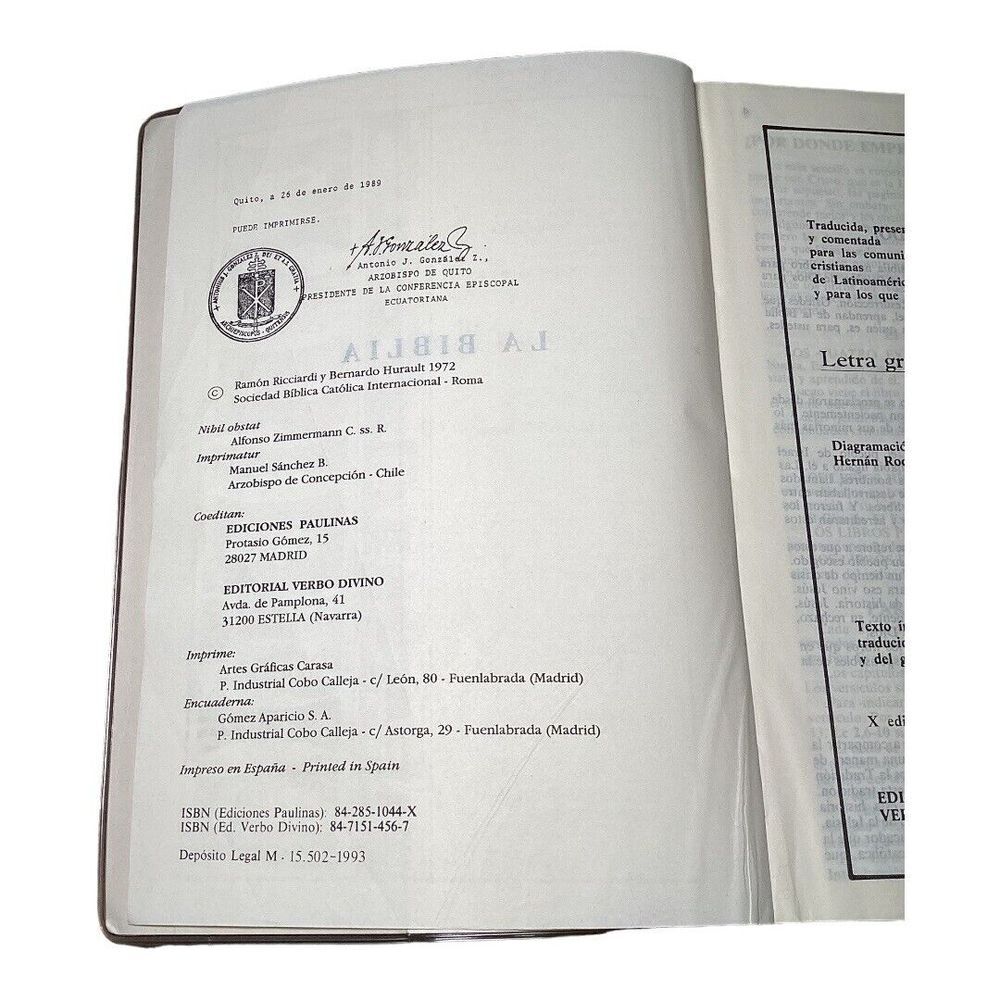 Quito, a 26 de enero de 1989
PUEDE IMPRIMIRSE.
+ A. J. González Z.
Antonio J. González Z.,
ARZOBISPO DE QUITO
PRESIDENTE DE LA CONFERENCIA EPISCOPAL
ECUATORIANA
LA BIBLIA
© Ramón Ricciardi y Bernardo Hurault 1972
Sociedad Bíblica Católica Internacional - Roma
Nihil obstat
Alfonso Zimmermann C. ss. R.
Imprimatur
Manuel Sánchez B.
Arzobispo de Concepción - Chile
Coeditan:
EDICIONES PAULINAS
Protasio Gómez, 15
28027 MADRID
EDITORIAL VERBO DIVINO
Avda. de Pamplona, 41
31200 ESTELLA (Navarra)
Imprime:
Artes Gráficas Carasa
P. Industrial Cobo Calleja - c/ León, 80 - Fuenlabrada (Madrid)
Encuaderna:
Gómez Aparicio S. A.
P. Industrial Cobo Calleja - c/ Astorga, 29 - Fuenlabrada (Madrid)
Impreso en España - Printed in Spain
ISBN (Ediciones Paulinas): 84-285-1044-X
ISBN (Ed. Verbo Divino): 84-7151-456-7
Depósito Legal M - 15.502-1993
Traducida, prese
y comentada
para las comuni
cristianas
de Latinoaméri
y para los que
Letra gr
Diagramació
Hernán Roc
Texto í
traducid
y del g
X edi
EDI
VER